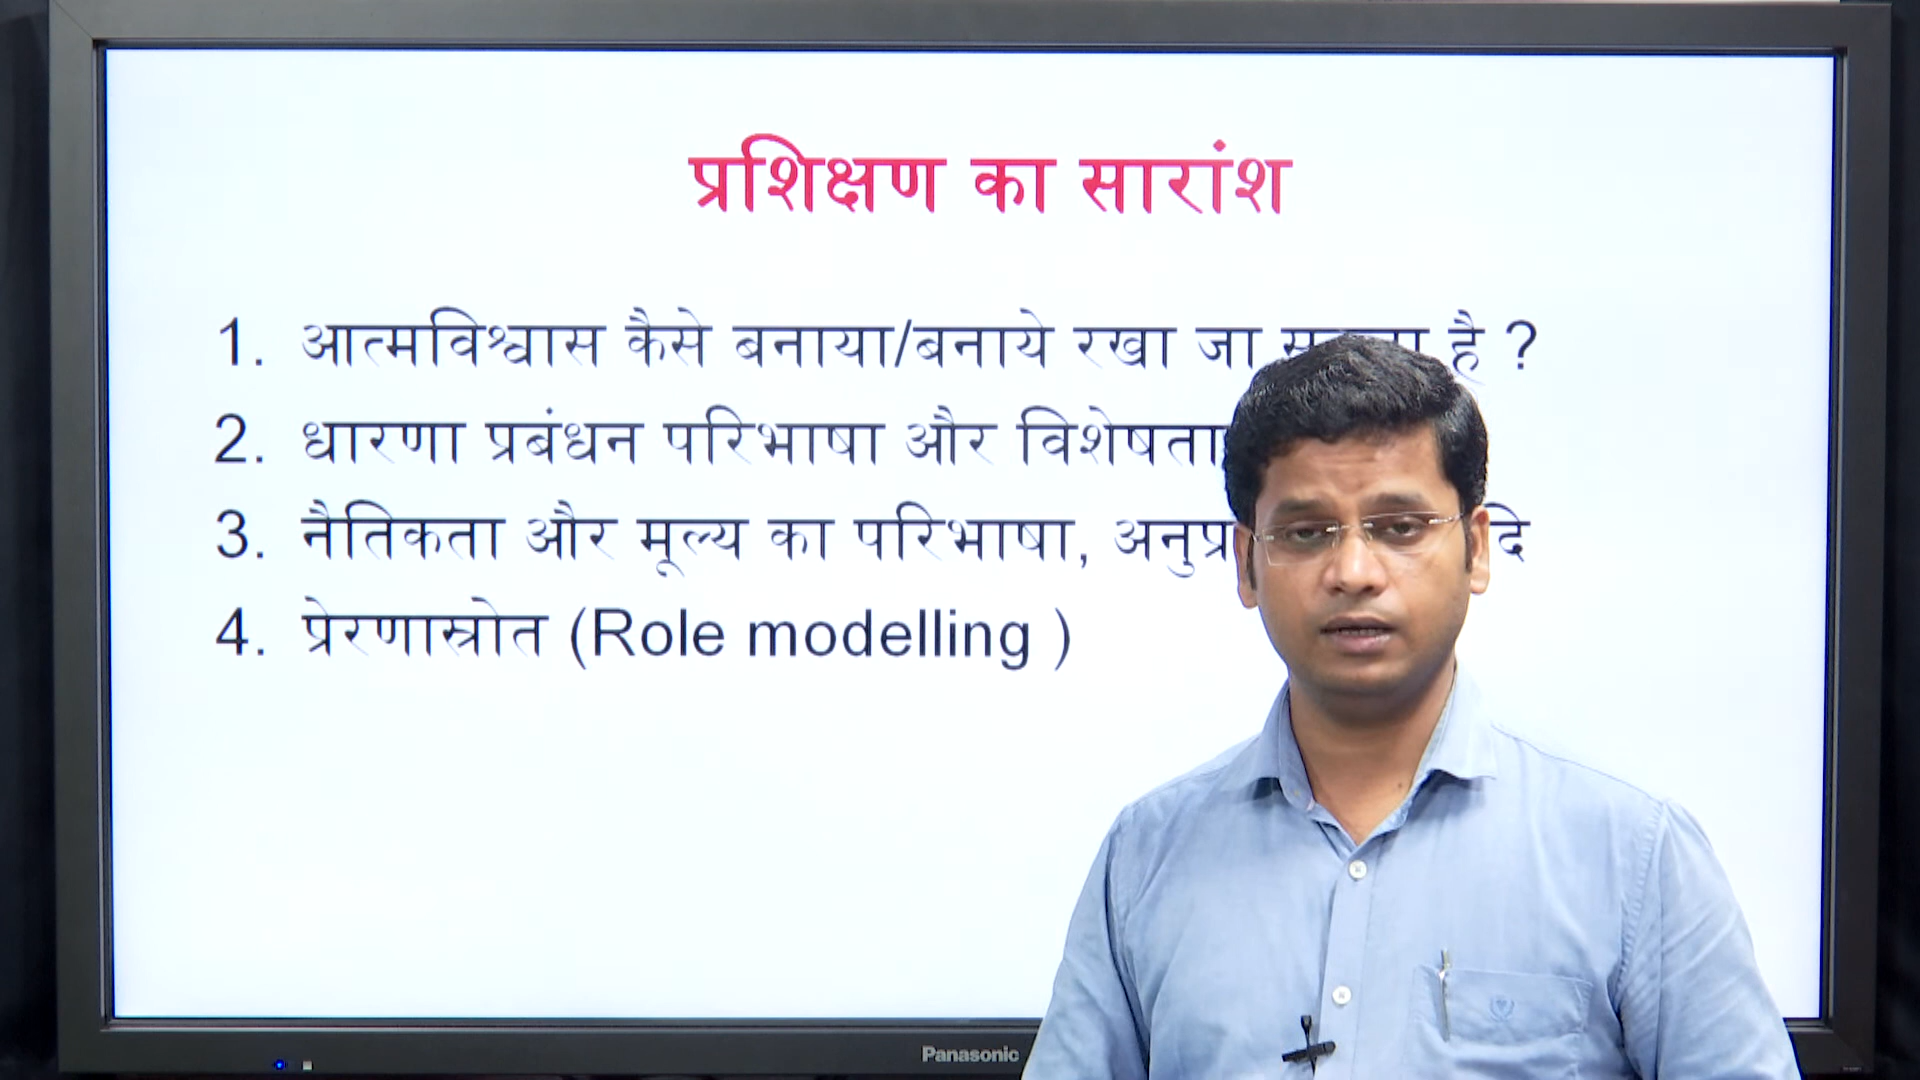 प्रशिक्षण का सारांश
1. आत्मविश्वास कैसे बनाया/बनाये रखा जा है ?
2. धारणा प्रबंधन परिभाषा और
3. नैतिकता और मूल्य का परिभाषा,
4. प्रेरणास्रोत (Role modelling )
Panasonic